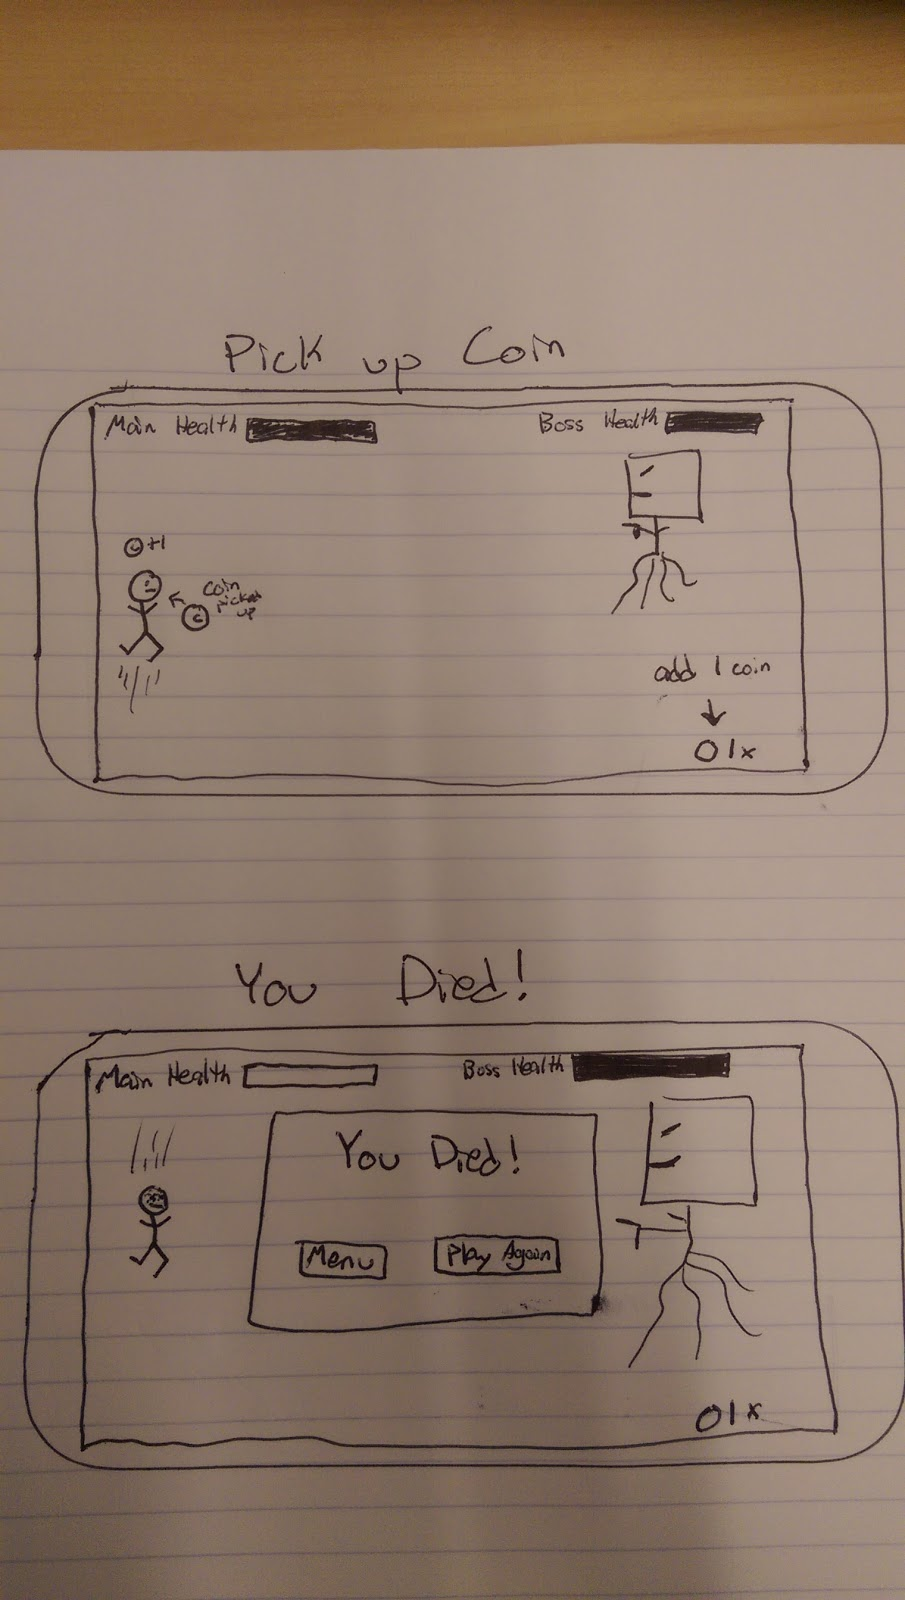 Pick up Coin
Main Health
Boss Health
C+1
coin
picked
up
C
add 1 coin
01x
You Died!
Main Health
Boss Health
You Died!
Menu
Play Again
01x